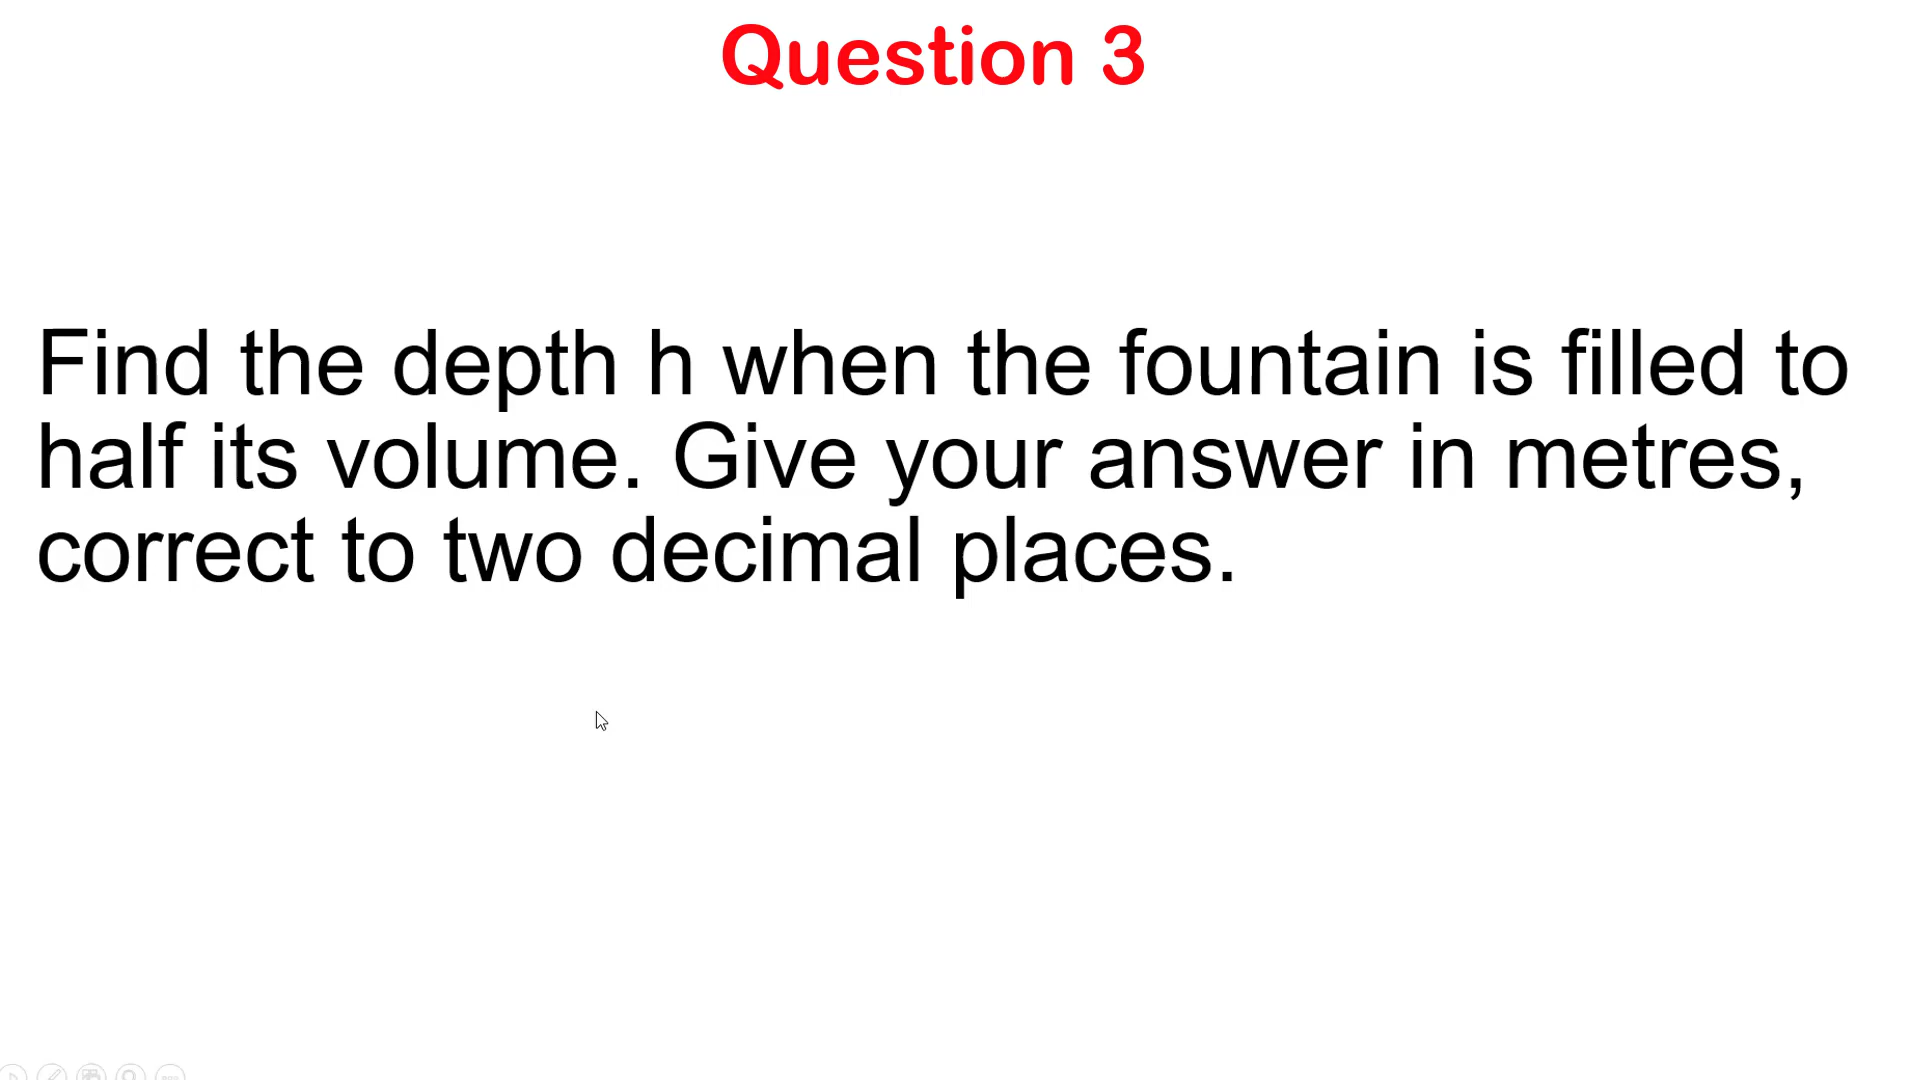 Question 3
Find the depth h when the fountain is filled to
half its volume. Give your answer in metres,
correct to two decimal places.